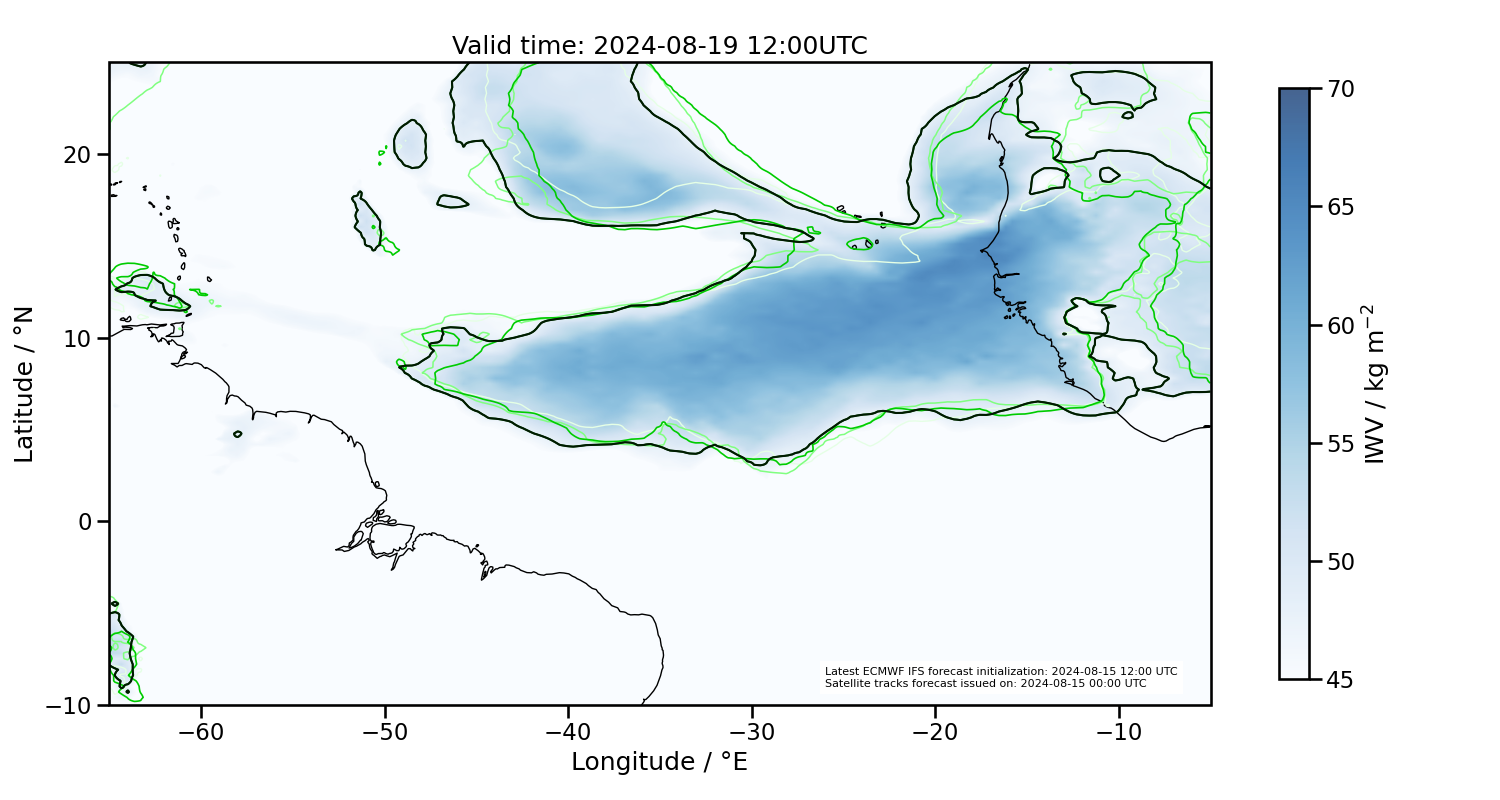 Valid time: 2024-08-19 12:00UTC
Latitude / °N
20
10
0
−10
−60
−50
−40
−30
−20
−10
Longitude / °E
Latest ECMWF IFS forecast initialization: 2024-08-15 12:00 UTC
Satellite tracks forecast issued on: 2024-08-15 00:00 UTC
70
65
60
55
50
45
IWV / kg m⁻²